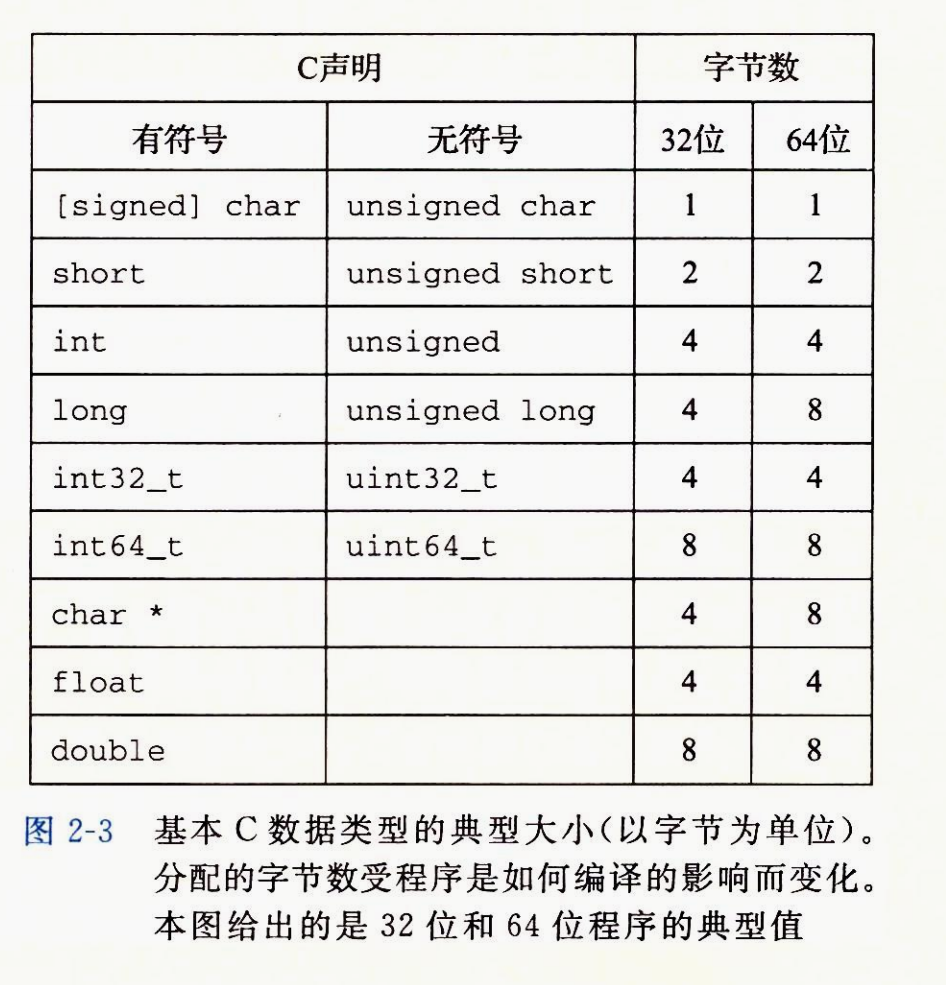 C声明 字节数
有符号 无符号 32位 64位
[signed] char unsigned char 1 1
short unsigned short 2 2
int unsigned 4 4
long unsigned long 4 8
int32_t uint32_t 4 4
int64_t uint64_t 8 8
char * 4 8
float 4 4
double 8 8
图 2-3 基本 C 数据类型的典型大小(以字节为单位)。
分配的字节数受程序是如何编译的影响而变化。
本图给出的是 32 位和 64 位程序的典型值